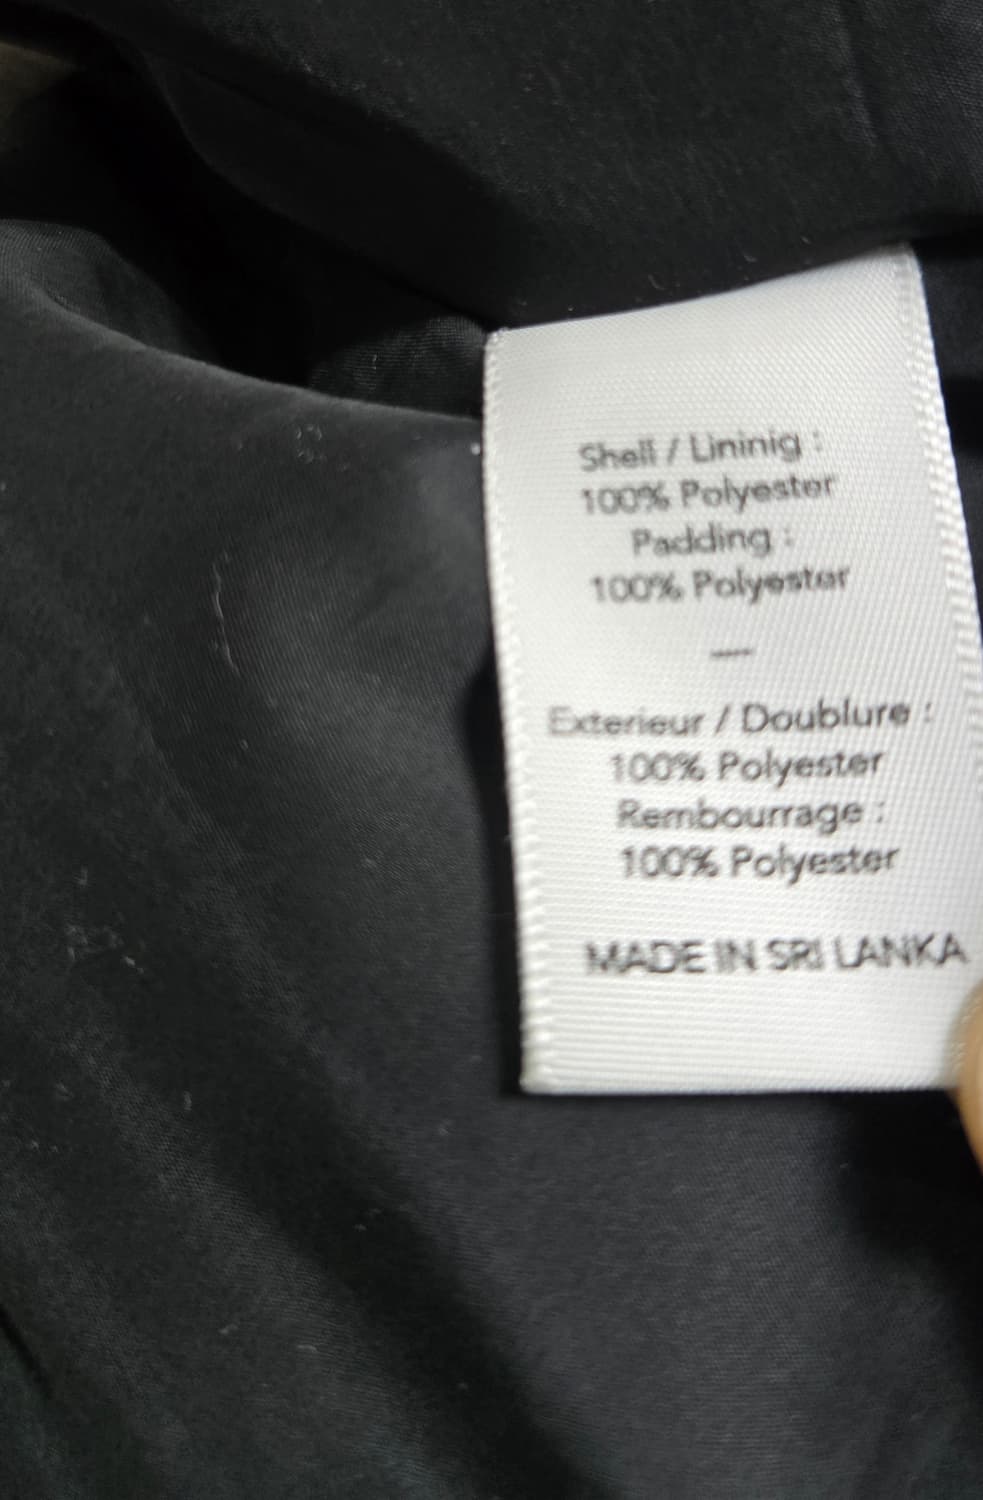 Shell / Lininig :
100% Polyester
Padding :
100% Polyester
—
Exterieur / Doublure :
100% Polyester
Rembourrage :
100% Polyester
MADE IN SRI LANKA